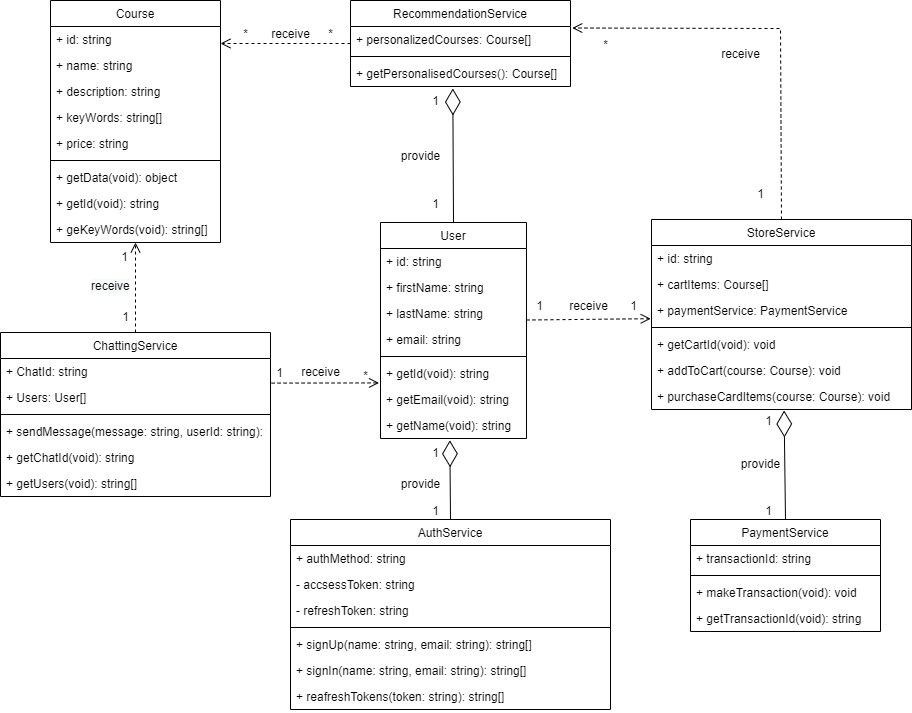 Course
+ id: string
+ name: string
+ description: string
+ keyWords: string[]
+ price: string
+ getData(void): object
+ getId(void): string
+ geKeyWords(void): string[]
* receive *
RecommendationService
+ personalizedCourses: Course[]
+ getPersonalisedCourses(): Course[]
*
receive
1
1
provide
1
User
+ id: string
+ firstName: string
+ lastName: string
+ email: string
+ getId(void): string
+ getEmail(void): string
+ getName(void): string
1 receive 1
StoreService
+ id: string
+ cartItems: Course[]
+ paymentService: PaymentService
+ getCartId(void): void
+ addToCart(course: Course): void
+ purchaseCardItems(course: Course): void
1
receive
1
ChattingService
+ ChatId: string
+ Users: User[]
+ sendMessage(message: string, userId: string):
+ getChatId(void): string
+ getUsers(void): string[]
1 receive *
1
provide
1
AuthService
+ authMethod: string
- accsessToken: string
- refreshToken: string
+ signUp(name: string, email: string): string[]
+ signIn(name: string, email: string): string[]
+ reafreshTokens(token: string): string[]
1
provide
1
PaymentService
+ transactionId: string
+ makeTransaction(void): void
+ getTransactionId(void): string